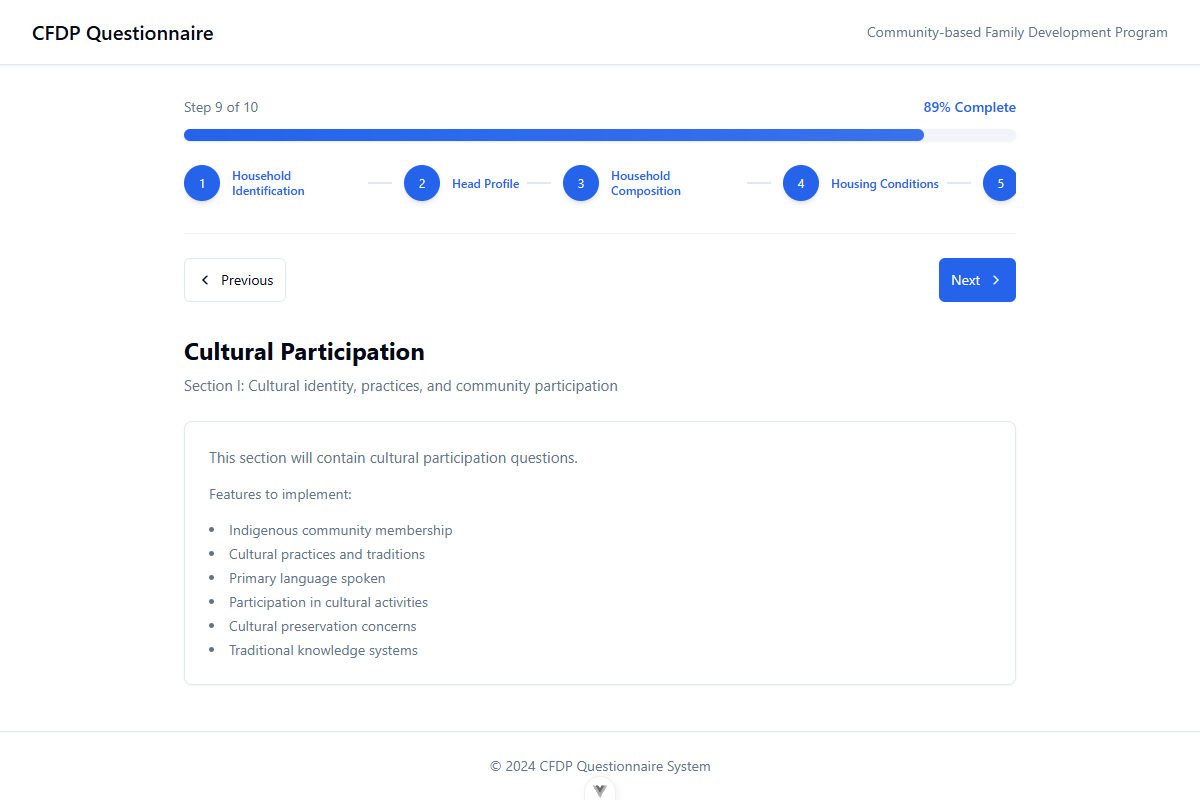 CFDP Questionnaire
Community-based Family Development Program
Step 9 of 10
89% Complete
1
Household
Identification
2
Head Profile
3
Household
Composition
4
Housing Conditions
5
Previous
Next
Cultural Participation
Section I: Cultural identity, practices, and community participation
This section will contain cultural participation questions.
Features to implement:
• Indigenous community membership
• Cultural practices and traditions
• Primary language spoken
• Participation in cultural activities
• Cultural preservation concerns
• Traditional knowledge systems
© 2024 CFDP Questionnaire System